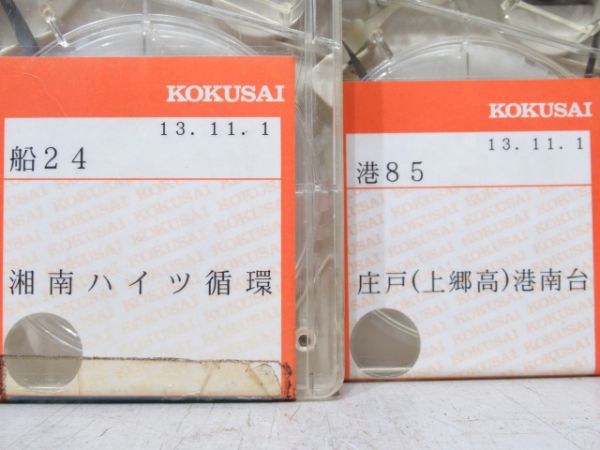 KOKUSAI
13.11.1
船24
湘南ハイツ循環
KOKUSAI
13.11.1
港85
庄戸(上郷高)港南台